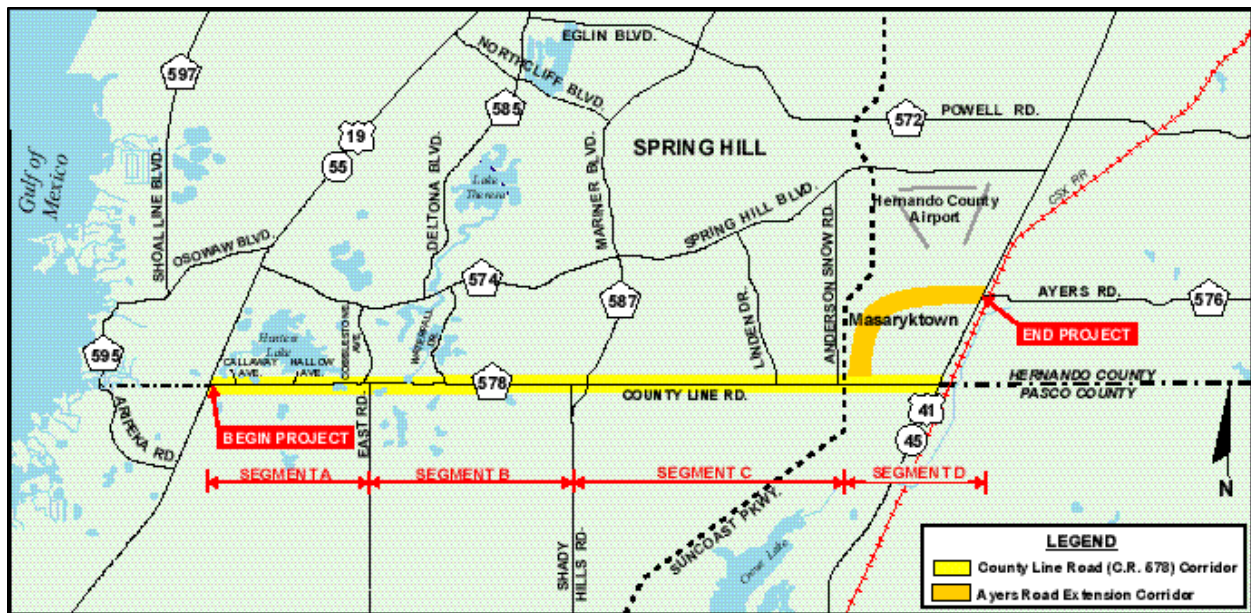 EGLIN BLVD.
NORTHCLIFF BLVD.
597
585
19
55
572
POWELL RD.
SPRING HILL
Gulf of
Mexico
SHOAL LINE BLVD.
DELTONA BLVD.
Lake
Theresa
MARINER BLVD.
SPRING HILL BLVD.
Hernando County
Airport
CSX RR
OSOWAW BLVD.
574
587
LINDEN DR.
ANDERSON SNOW RD.
AYERS RD.
576
Masaryktown
END PROJECT
595
Hunters
Lake
CALLAWAY
AVE.
HALLOW
AVE.
COBBLESTONE
AVE.
WATERFALL
DR.
578
COUNTY LINE RD.
HERNANDO COUNTY
PASCO COUNTY
ARIPEKA RD.
BEGIN PROJECT
EAST RD.
41
45
SEGMENT A
SEGMENT B
SEGMENT C
SEGMENT D
SHADY
HILLS RD.
SUNCOAST PKWY.
Crews Lake
N
LEGEND
County Line Road (C.R. 578) Corridor
Ayers Road Extension Corridor